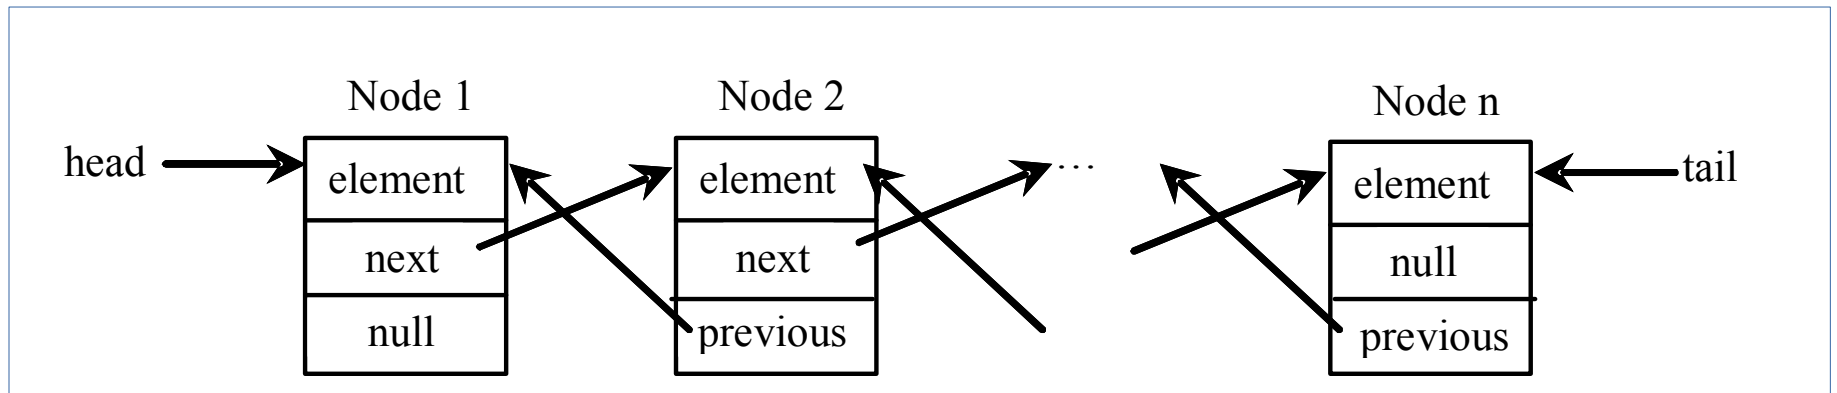 Node 1 Node 2 Node n
head element element ... element tail
next next null
null previous previous